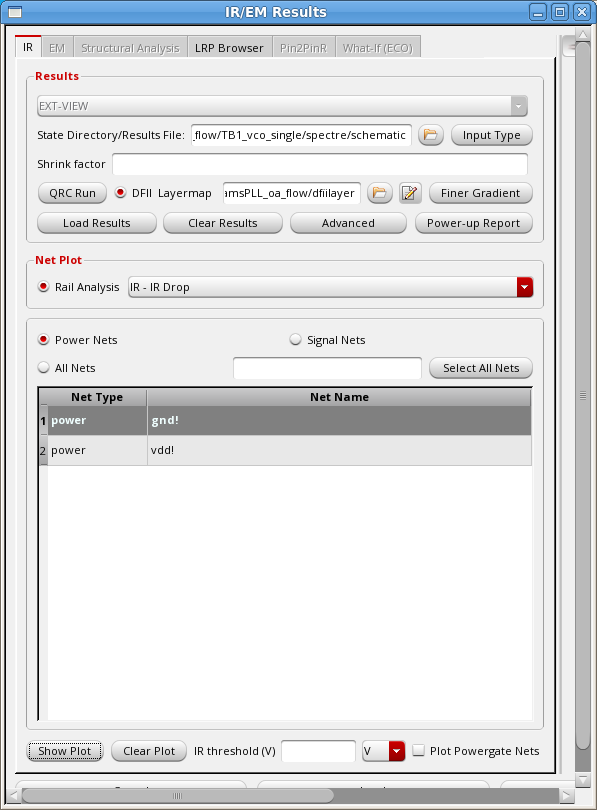 IR/EM Results
IR EM Structural Analysis LRP Browser Pin2PinR What-If (ECO)
Results
EXT-VIEW
State Directory/Results File: _flow/TB1_vco_single/spectre/schematic Input Type
Shrink factor
QRC Run DFII Layermap amsPLL_oa_flow/dfiilayer Finer Gradient
Load Results Clear Results Advanced Power-up Report
Net Plot
Rail Analysis IR - IR Drop
Power Nets Signal Nets
All Nets Select All Nets
Net Type Net Name
1 power gnd!
2 power vdd!
Show Plot Clear Plot IR threshold (V) V Plot Powergate Nets